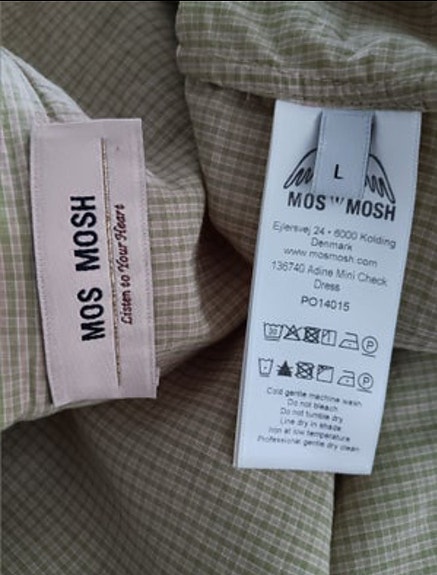 MOS MOSH
Listen to Your Heart
L
MOS MOSH
Ejlersvej 24 • 6000 Kolding
Denmark
www.mosmosh.com
136740 Adine Mini Check
Dress
PO14015
Cold gentle machine wash
Do not bleach
Do not tumble dry
Line dry in shade
Iron at low temperature
Professional gentle dry clean